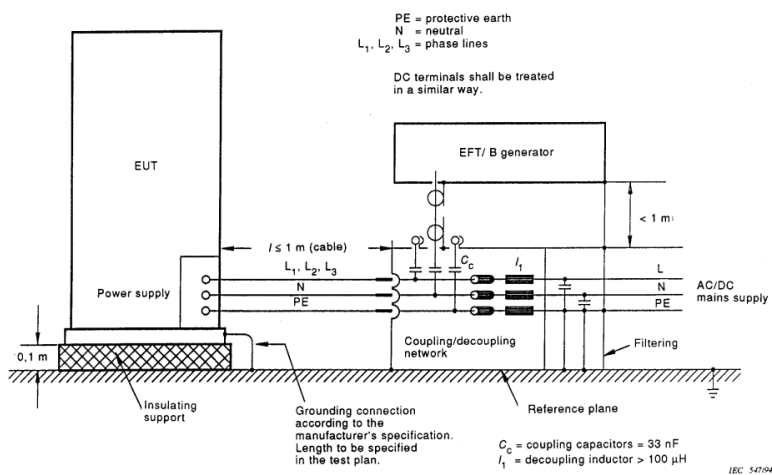 PE = protective earth
N = neutral
L1, L2, L3 = phase lines
DC terminals shall be treated
in a similar way.
EUT
EFT/ B generator
< 1 m
l ≤ 1 m (cable)
L1, L2, L3
Cc
l1
L
N
N
AC/DC
mains supply
Power supply
PE
PE
Coupling/decoupling
network
Filtering
0,1 m
Insulating
support
Grounding connection
according to the
manufacturer's specification.
Length to be specified
in the test plan.
Reference plane
Cc = coupling capacitors = 33 nF
l1 = decoupling inductor > 100 µH
IEC 547/94